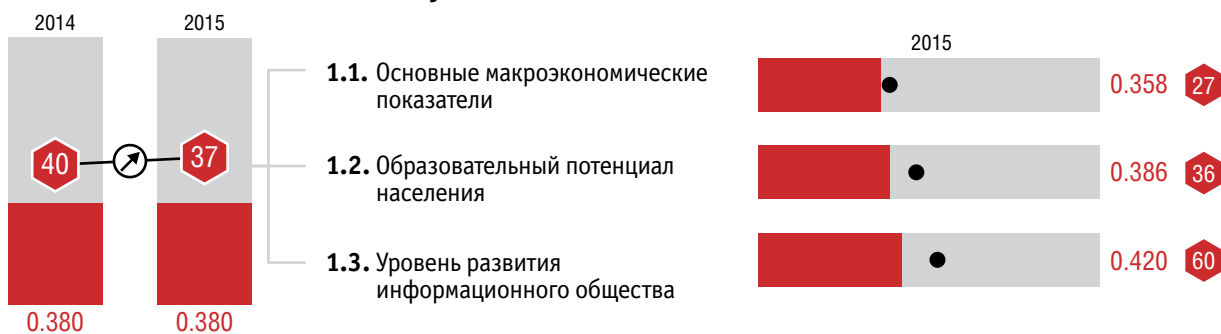 2014
2015
40
37
0.380
0.380
1.1. Основные макроэкономические
показатели
1.2. Образовательный потенциал
населения
1.3. Уровень развития
информационного общества
2015
0.358 27
0.386 36
0.420 60